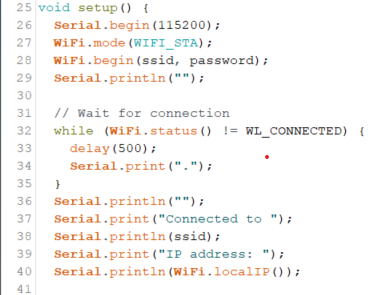 25 void setup() {
26   Serial.begin(115200);
27   WiFi.mode(WIFI_STA);
28   WiFi.begin(ssid, password);
29   Serial.println("");
30
31   // Wait for connection
32   while (WiFi.status() != WL_CONNECTED) {
33     delay(500);
34     Serial.print(".");
35   }
36   Serial.println("");
37   Serial.print("Connected to ");
38   Serial.println(ssid);
39   Serial.print("IP address: ");
40   Serial.println(WiFi.localIP());
41